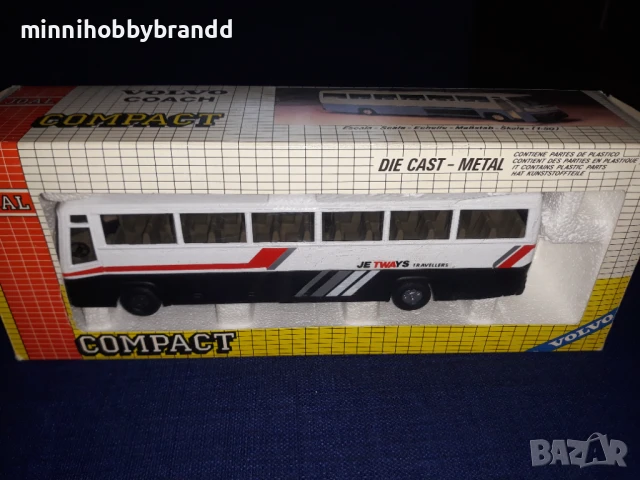 minnihobbybrandd
VOLVO
COACH
COMPACT
DIE CAST - METAL
CONTIENE PARTES DE PLASTICO
CONTIENT DES PARTIES EN PLASTIQUE
IT CONTAINS PLASTIC PARTS
HAT KUNSTSTOFFTEILE
AL
JETWAYS TRAVELLERS
COMPACT
VOLVO
BAZAR